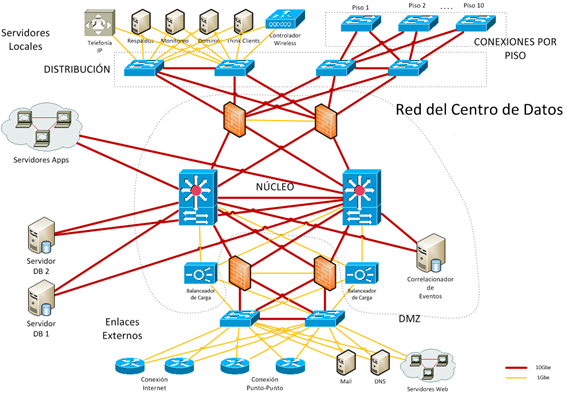 Piso 1
Piso 2
....
Piso 10
Servidores
Locales
Telefonía
IP
Respaldos
Monitoreo
Dominio
Think Clients
Controlador
Wireless
CONEXIONES POR
PISO
DISTRIBUCIÓN
Red del Centro de Datos
Servidores Apps
NÚCLEO
Servidor
DB 2
Balanceador
de Carga
Balanceador
de Carga
Correlacionador
de
Eventos
Servidor
DB 1
Enlaces
Externos
DMZ
Conexión
Internet
Conexión
Punto-Punto
Mail
DNS
Servidores Web
10Gbe
1Gbe